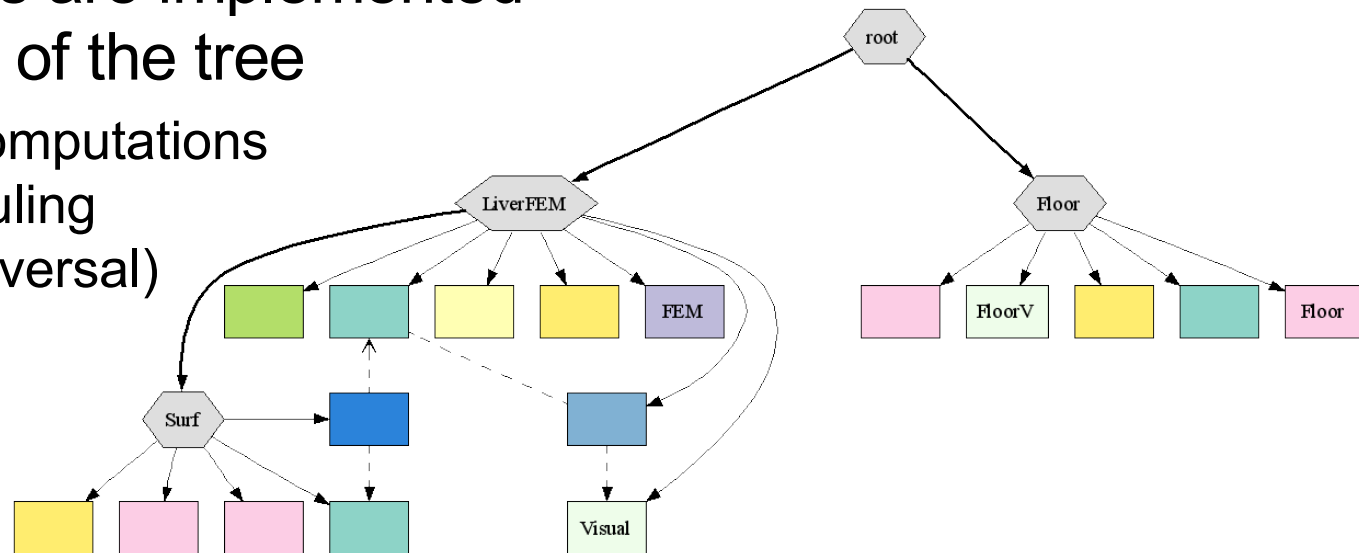 s are implemented
of the tree
omputations
uling
versal)
root
LiverFEM
Floor
FEM
FloorV
Floor
Surf
Visual